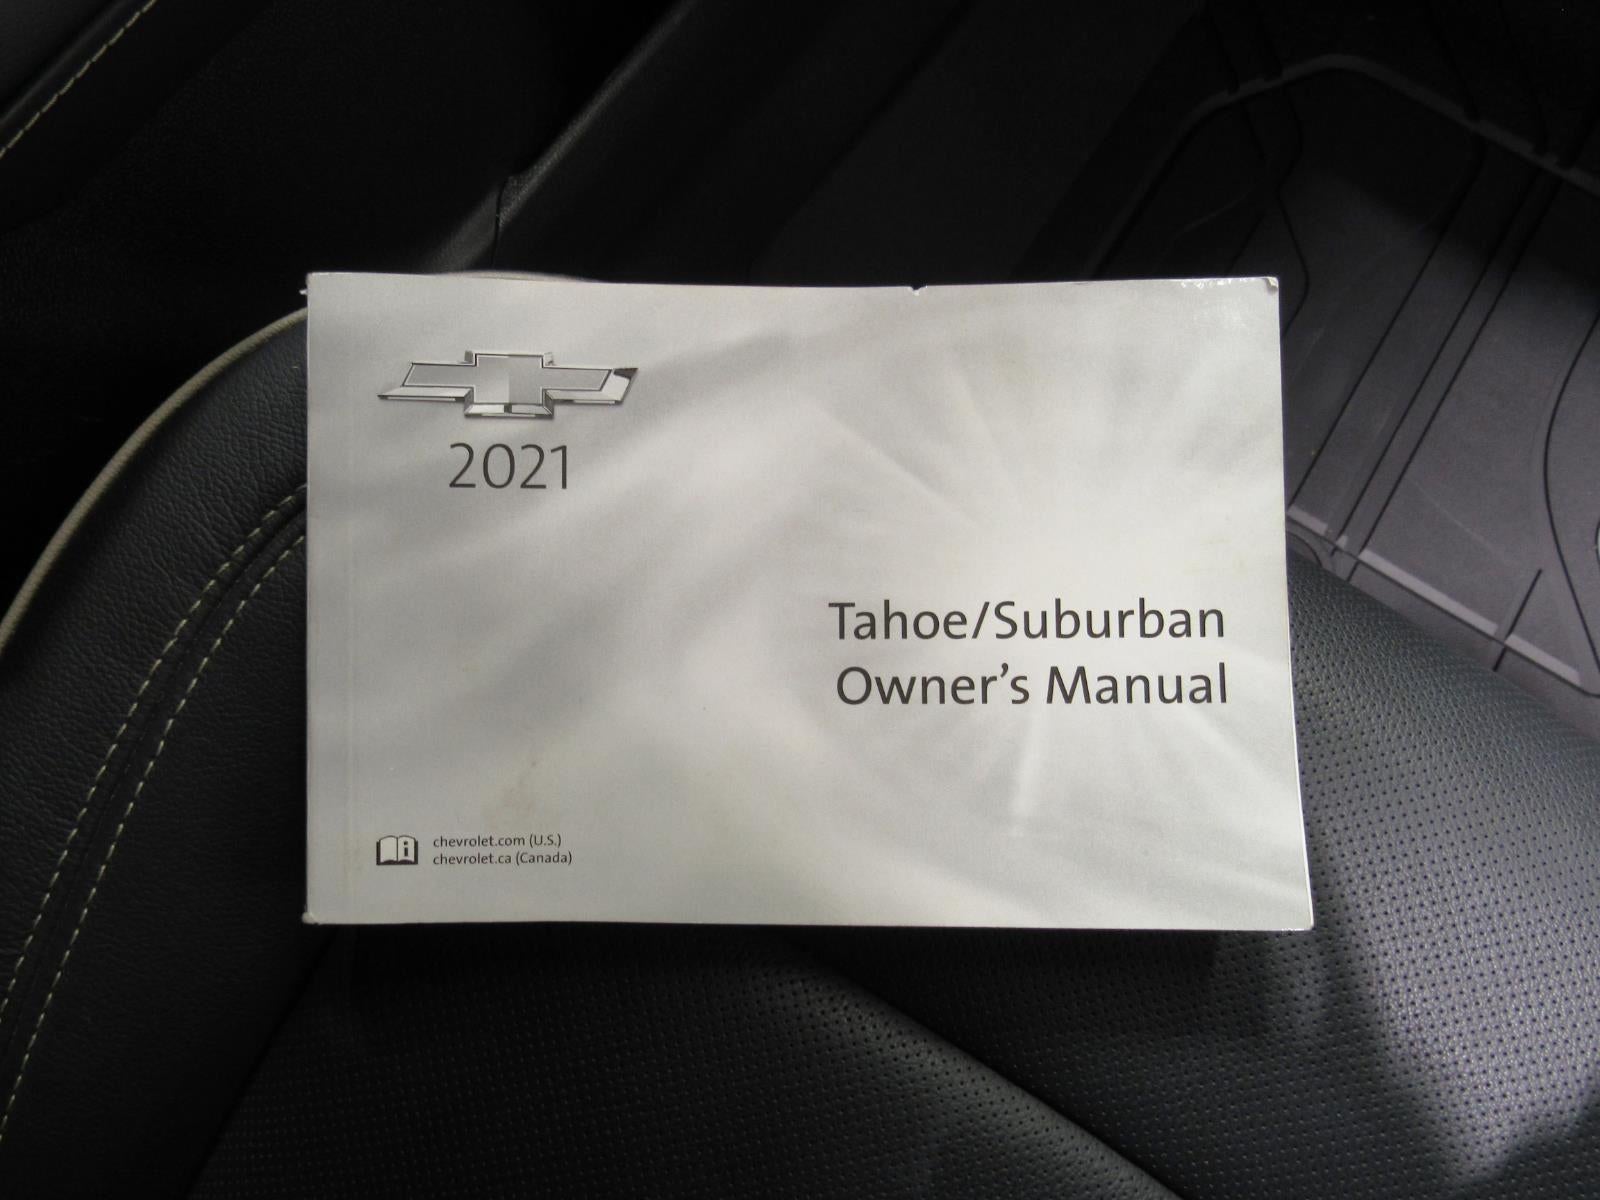 2021
Tahoe/Suburban
Owner's Manual
chevrolet.com (U.S.)
chevrolet.ca (Canada)